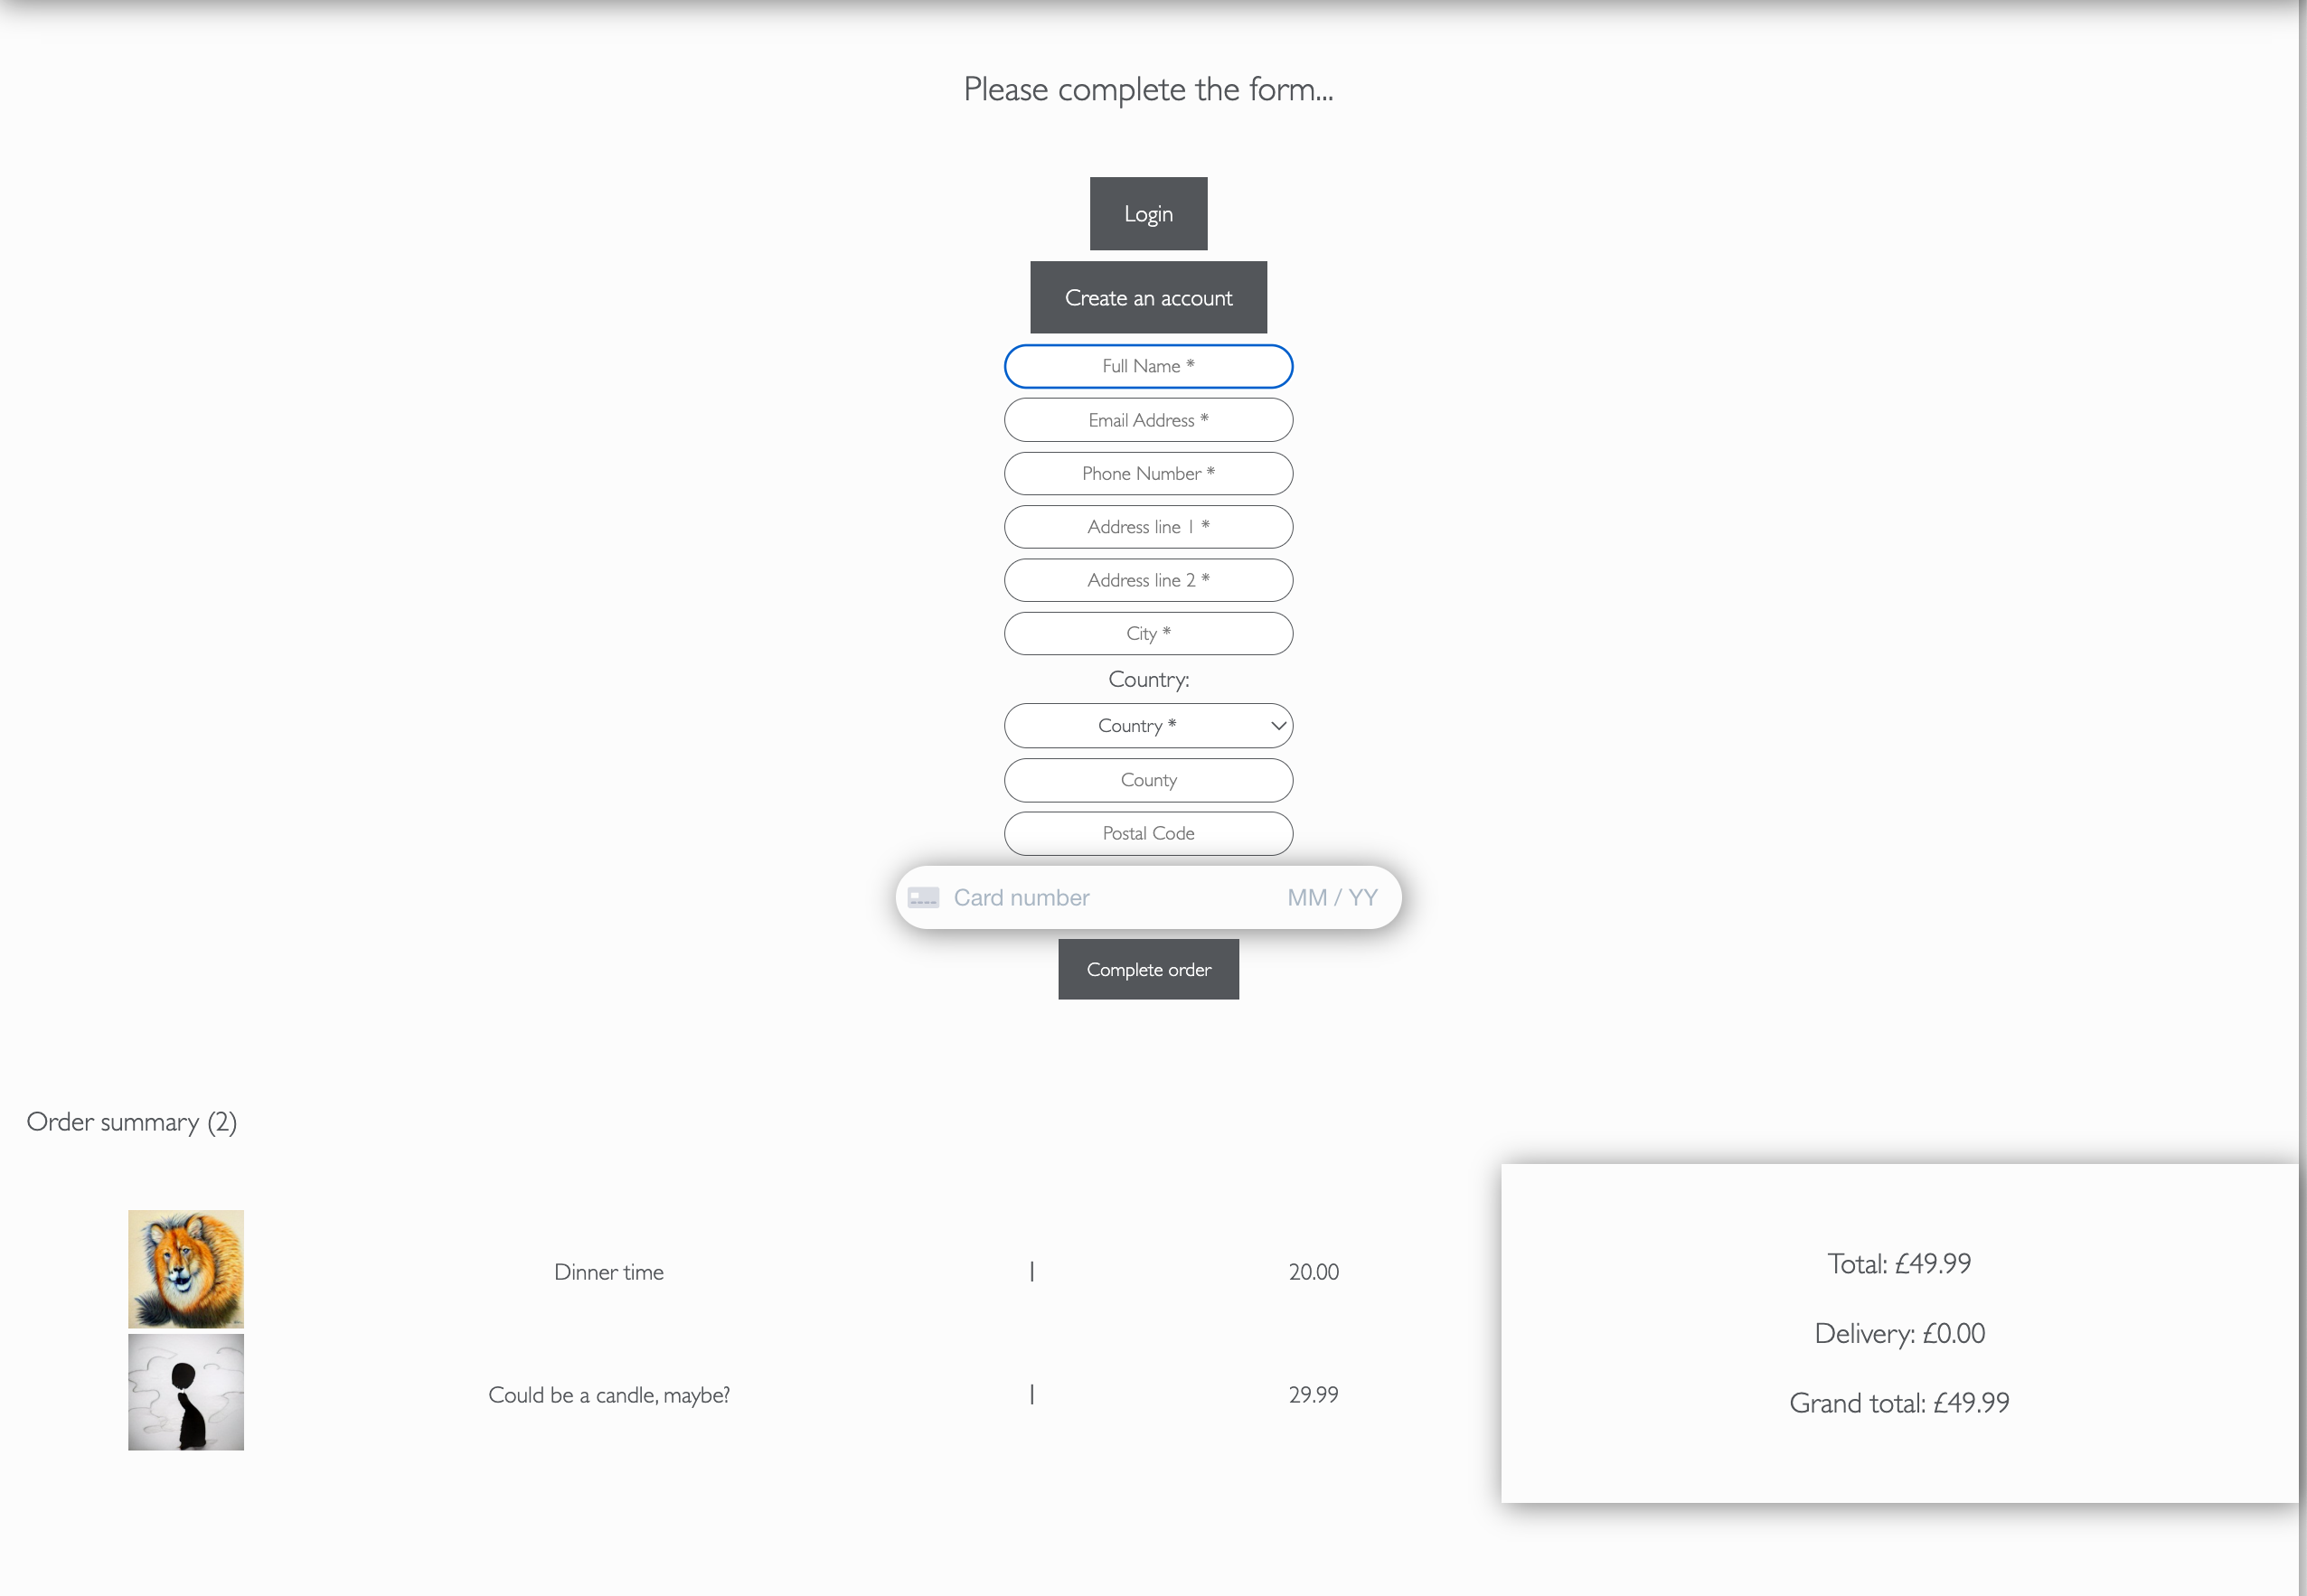 Please complete the form...
Login
Create an account
Full Name *
Email Address *
Phone Number *
Address line 1 *
Address line 2 *
City *
Country:
Country *
County
Postal Code
Card number MM / YY
Complete order
Order summary (2)
Dinner time 1 20.00
Could be a candle, maybe? 1 29.99
Total: £49.99
Delivery: £0.00
Grand total: £49.99